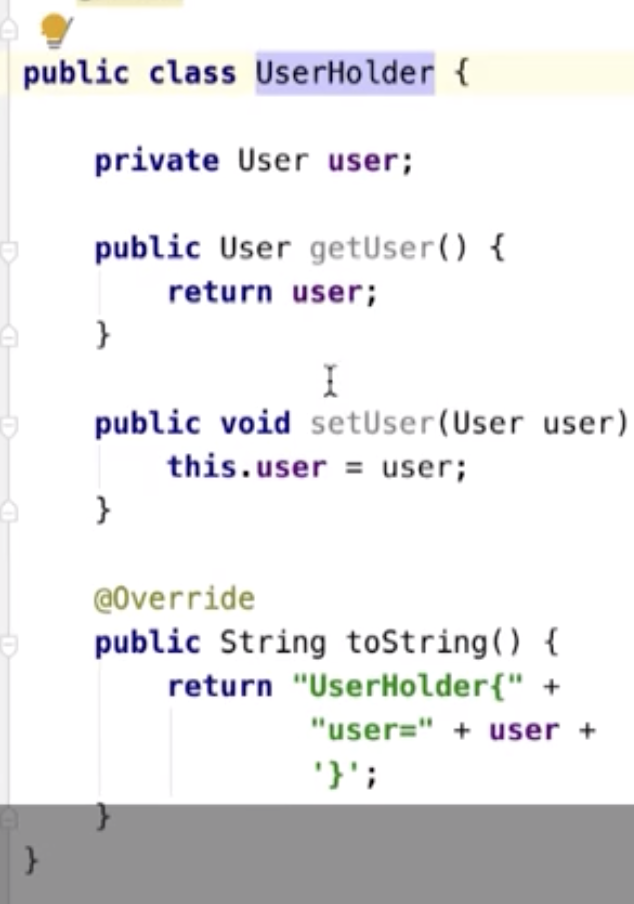 public class UserHolder {
private User user;
public User getUser() {
return user;
}
public void setUser(User user)
this.user = user;
}
@Override
public String toString() {
return "UserHolder{" +
"user=" + user +
'}';
}
}